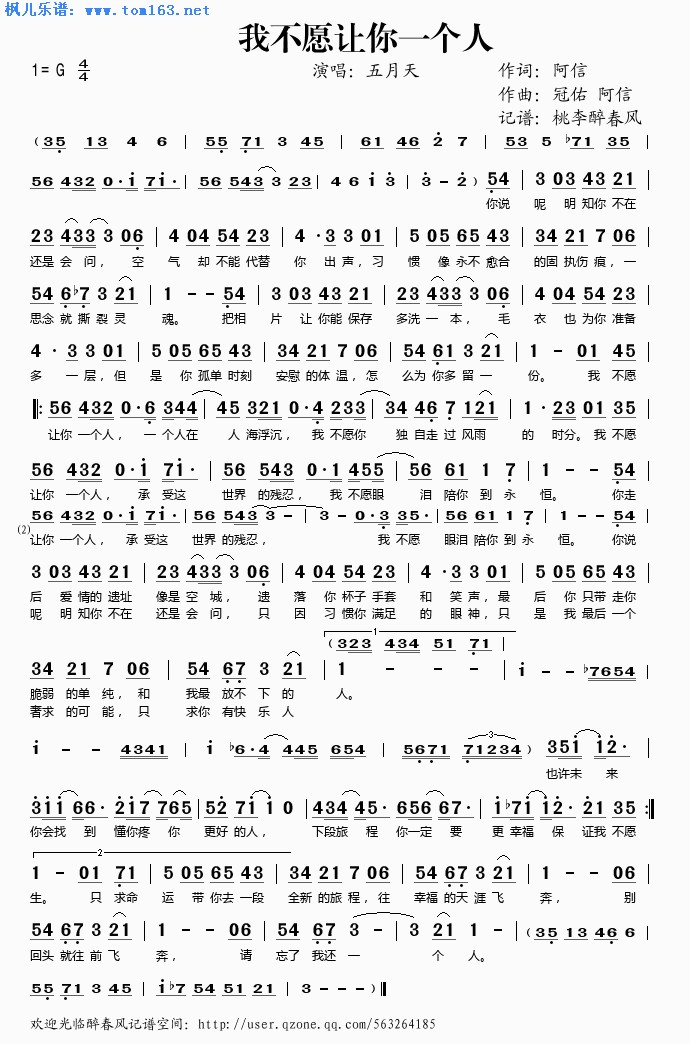 枫儿乐谱：www.tom163.net
我不愿让你一个人
1= G 4/4 演唱：五月天 作词：阿信
作曲：冠佑 阿信
记谱：桃李醉春风
(35 13 4 6 | 55 71 3 45 | 61 46 2 7 | 53 5 b71 35 |
56 432 0·i 71· | 56 543 3 23 | 4 6 i 3 | 3 - 2·) 54 | 3 03 43 21 |
你说 呢 明知你 不在
23 433 3 06 | 4 04 54 23 | 4 · 3 3 01 | 5 05 65 43 | 34 21 7 06 |
还是 会 问， 空 气 却 不能 代替 你 出 声，习 惯 像 永不 愈合 的固 执伤 痕，一
54 6b7 3 21 | 1 - - 54 | 3 03 43 21 | 23 433 3 06 | 4 04 54 23 |
思念 就 撕裂 灵 魂。 把相 片 让 你能 保存 多洗 一 本， 毛 衣 也 为你 准备
4 · 3 3 01 | 5 05 65 43 | 34 21 7 06 | 54 61 3 21 | 1 - 01 45 |
多 一 层，但 是 你 孤单 时刻 安慰 的体 温，怎 么为 你多 留 一 份。 我 不愿
‖: 56 432 0·6 344 | 45 321 0·4 233 | 34 46 7 121 | 1 · 23 01 35 |
让你 一个人， 一 个人在 人 海浮沉， 我 不愿你 独 自走 过 风雨 的 时分。我 不愿
56 432 0·i 71· | 56 543 0·1 455 | 56 61 1 7 | 1 - - 54 |
让你 一个人， 承 受这 世界 的残忍， 我 不愿眼 泪 陪你 到 永 恒。 你走
(2) 56 432 0·i 71· | 56 543 3 - | 3 - 0·3 35· | 56 61 1 7 | 1 - - 54 |
让你 一个人， 承 受这 世界 的残忍， 我 不愿 眼泪 陪你 到 永 恒。 你说
3 03 43 21 | 23 433 3 06 | 4 04 54 23 | 4 · 3 3 01 | 5 05 65 43 |
后 爱 情的 遗址 像是 空 城， 遗 落 你 杯子 手套 和 笑 声，最 后 你 只带 走你
呢 明 知你 不在 还是 会 问， 只 因 习 惯你 满足 的 眼 神，只 是 我 最后 一个
1 (323 434 51 71 |
34 21 7 06 | 54 67 3 21 | 1 - - - | i - - b7654 |
脆弱 的单 纯，和 我最 放不 下 的 人。
奢求 的可 能，只 求你 有快 乐 人
i - - 4341 | i b6·4 445 654 | 5671 71234) 351 12· |
也许未 来
311 66· 217 765 | 52 71 1 0 | 434 45· 656 67· | 1b71 12· 21 35 :‖
你会找 到 懂你疼 你 更好 的人， 下段旅 程 你一定 要 更 幸福 保 证我 不愿
2
1 - 01 71 | 5 05 65 43 | 34 21 7 06 | 54 67 3 21 | 1 - - 06 |
生。 只 求命 运 带 你去 一段 全新 的旅 程，往 幸福 的天 涯 飞 奔， 别
54 67 3 21 | 1 - - 06 | 54 67 3 - | 3 - 21 | 1 - - - | (35 13 46 6 |
回头 就往 前 飞 奔， 请 忘了 我还 一 个 人。
55 71 3 45 | i b7 54 51 21 | 3 - - -)‖
欢迎光临醉春风记谱空间：http://user.qzone.qq.com/563264185